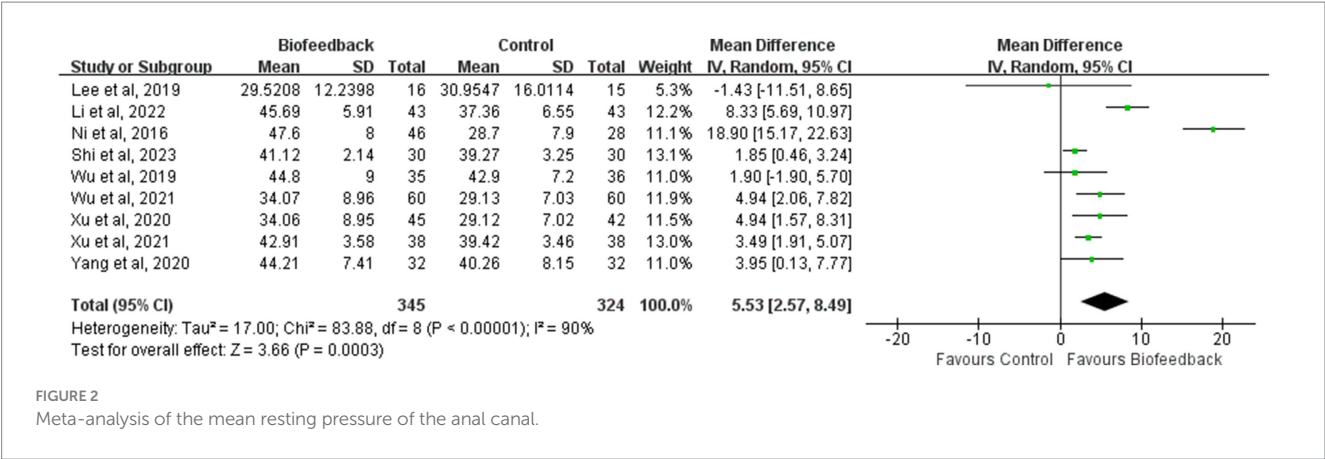 Biofeedback Control Mean Difference Mean Difference
Study or Subgroup Mean SD Total Mean SD Total Weight IV, Random, 95% CI IV, Random, 95% CI
Lee et al, 2019 29.5208 12.2398 16 30.9547 16.0114 15 5.3% -1.43 [-11.51, 8.65]
Li et al, 2022 45.69 5.91 43 37.36 6.55 43 12.2% 8.33 [5.69, 10.97]
Ni et al, 2016 47.6 8 46 28.7 7.9 28 11.1% 18.90 [15.17, 22.63]
Shi et al, 2023 41.12 2.14 30 39.27 3.25 30 13.1% 1.85 [0.46, 3.24]
Wu et al, 2019 44.8 9 35 42.9 7.2 36 11.0% 1.90 [-1.90, 5.70]
Wu et al, 2021 34.07 8.96 60 29.13 7.03 60 11.9% 4.94 [2.06, 7.82]
Xu et al, 2020 34.06 8.95 45 29.12 7.02 42 11.5% 4.94 [1.57, 8.31]
Xu et al, 2021 42.91 3.58 38 39.42 3.46 38 13.0% 3.49 [1.91, 5.07]
Yang et al, 2020 44.21 7.41 32 40.26 8.15 32 11.0% 3.95 [0.13, 7.77]
Total (95% CI) 345 324 100.0% 5.53 [2.57, 8.49]
Heterogeneity: Tau² = 17.00; Chi² = 83.88, df = 8 (P < 0.00001); I² = 90%
Test for overall effect: Z = 3.66 (P = 0.0003)
-20 -10 0 10 20
Favours Control Favours Biofeedback
FIGURE 2
Meta-analysis of the mean resting pressure of the anal canal.